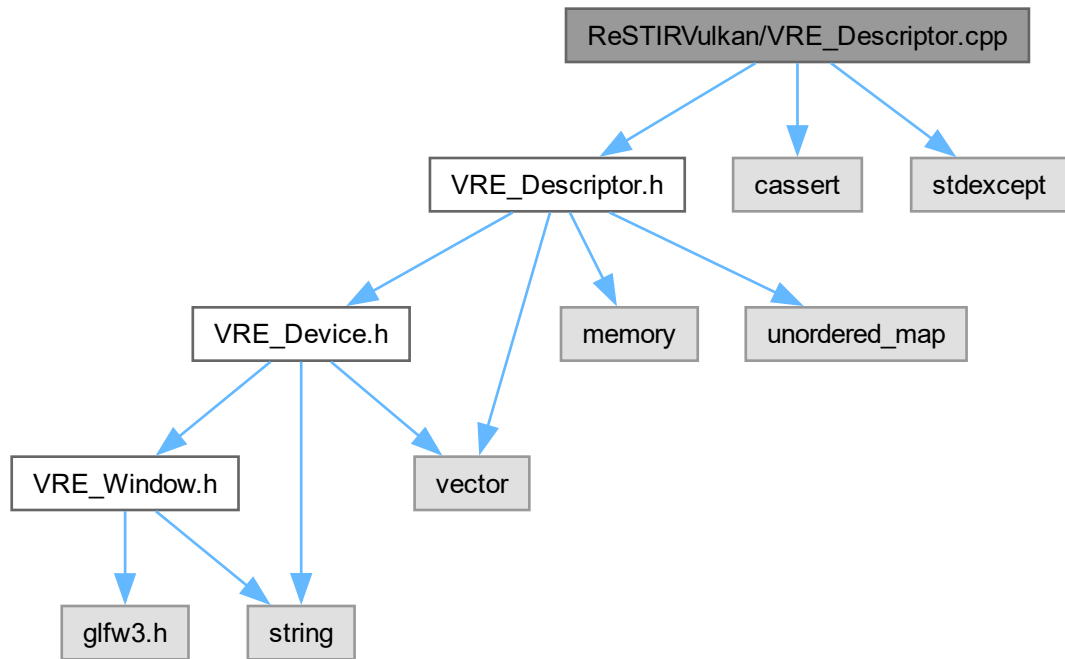 ReSTIRVulkan/VRE_Descriptor.cpp
VRE_Descriptor.h
cassert
stdexcept
VRE_Device.h
memory
unordered_map
VRE_Window.h
vector
glfw3.h
string